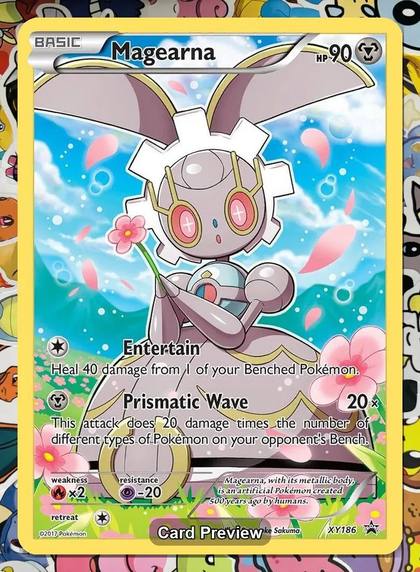 BASIC
Magearna
HP 90
Entertain
Heal 40 damage from 1 of your Benched Pokémon.
Prismatic Wave 20×
This attack does 20 damage times the number of
different types of Pokémon on your opponent's Bench.
weakness resistance
×2 -20
retreat
Magearna, with its metallic body,
is an artificial Pokémon created
500 years ago by humans.
©2017 Pokémon
Card Preview
Sakuma
XY186